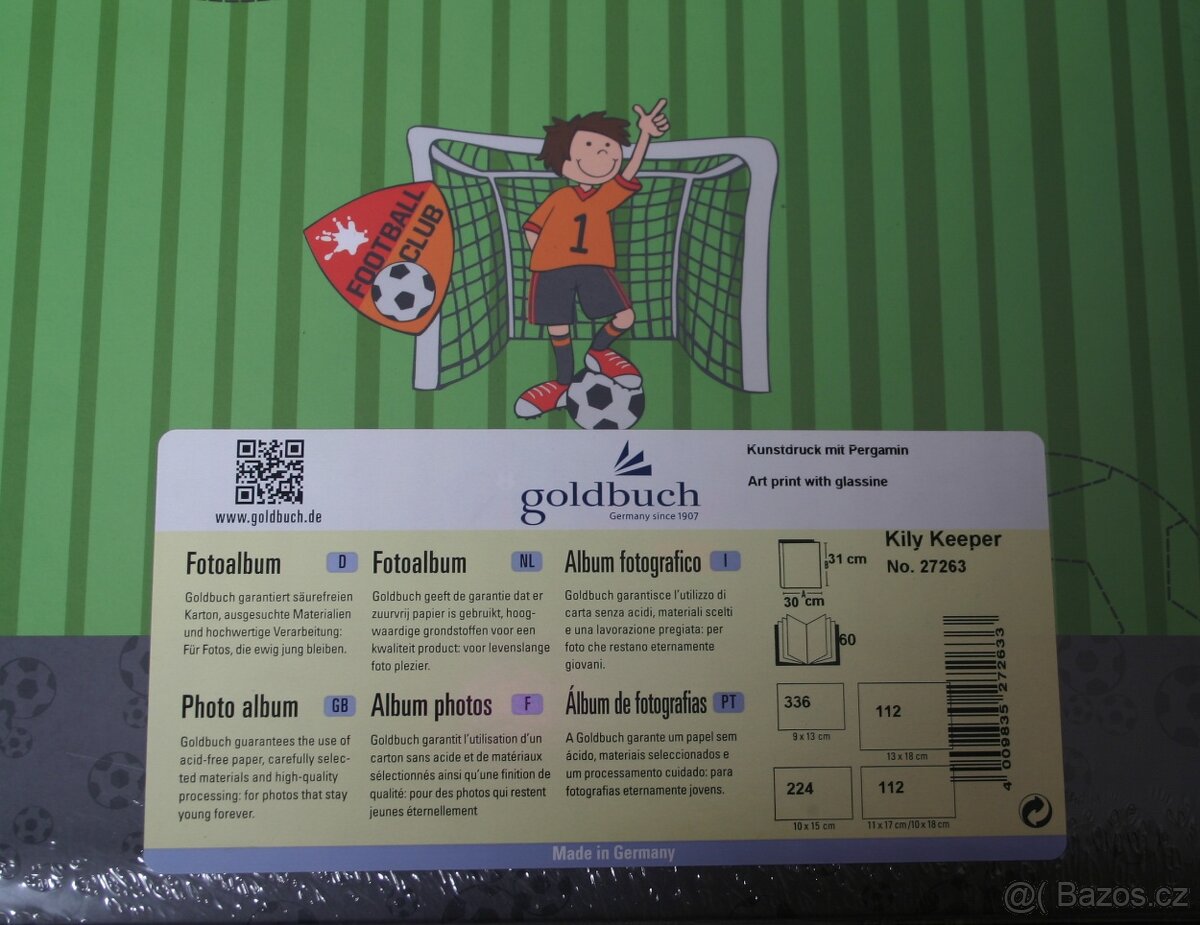 FOOTBALL
CLUB
1
www.goldbuch.de
goldbuch
Germany since 1907
Kunstdruck mit Pergamin
Art print with glassine
Fotoalbum D
Goldbuch garantiert säurefreien
Karton, ausgesuchte Materialien
und hochwertige Verarbeitung:
Für Fotos, die ewig jung bleiben.
Fotoalbum NL
Goldbuch geeft de garantie dat er
zuurvrij papier is gebruikt, hoog-
waardige grondstoffen voor een
kwaliteit product: voor levenslange
foto plezier.
Album fotografico I
Goldbuch garantisce l'utilizzo di
carta senza acidi, materiali scelti
e una lavorazione pregiata: per
foto che restano eternamente
giovani.
Photo album GB
Goldbuch guarantees the use of
acid-free paper, carefully selec-
ted materials and high-quality
processing: for photos that stay
young forever.
Album photos F
Goldbuch garantit l'utilisation d'un
carton sans acide et de matériaux
sélectionnés ainsi qu'une finition de
qualité: pour des photos qui restent
jeunes éternellement
Álbum de fotografias PT
A Goldbuch garante um papel sem
ácido, materiais seleccionados e
um processamento cuidado: para
fotografias eternamente jovens.
Kily Keeper
No. 27263
31 cm
B
A
30 cm
60
336
9 x 13 cm
112
13 x 18 cm
224
10 x 15 cm
112
11 x 17 cm/10 x 18 cm
4 009835 272633
Made in Germany
@( Bazos.cz